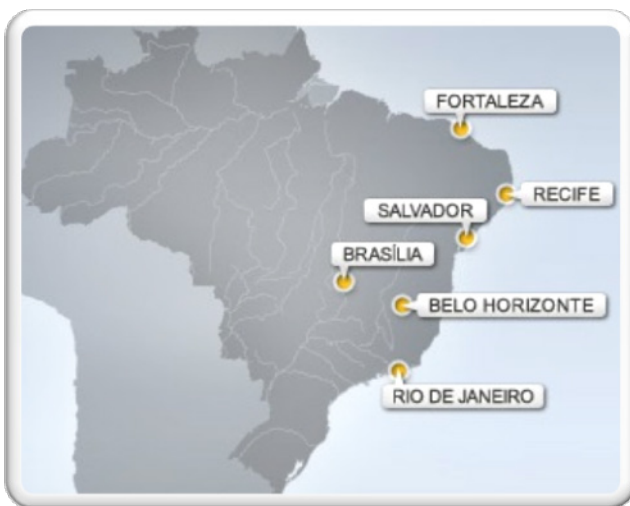 FORTALEZA
RECIFE
SALVADOR
BRASÍLIA
BELO HORIZONTE
RIO DE JANEIRO